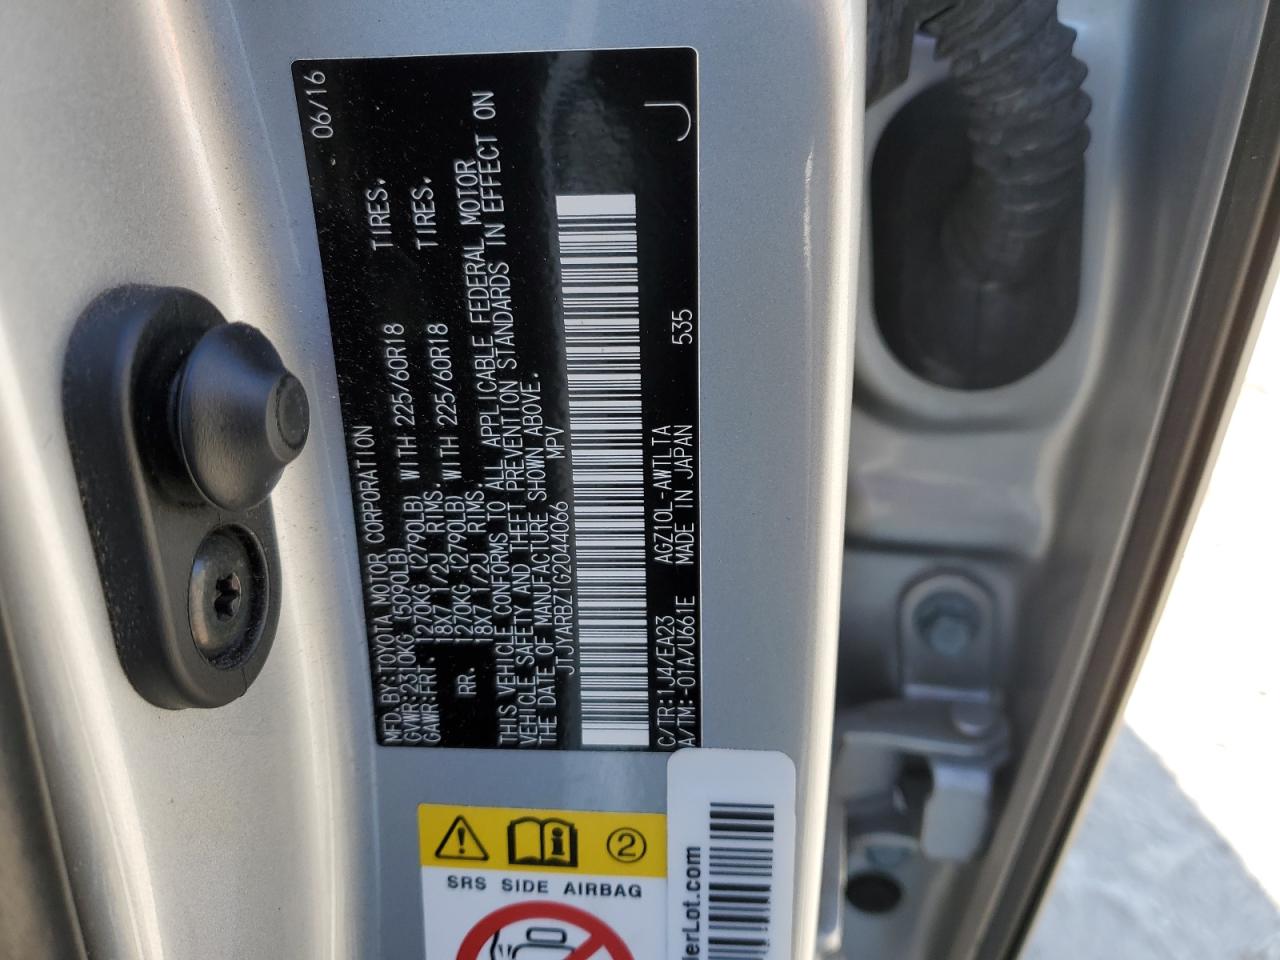 MFD.BY:TOYOTA MOTOR CORPORATION 06/16
GVWR:2310KG (5090LB)
GAWR:FRT. 1270KG (2790LB) WITH 225/60R18 TIRES.
18X7 1/2J RIMS.
RR. 1270KG (2790LB) WITH 225/60R18 TIRES.
18X7 1/2J RIMS.
THIS VEHICLE CONFORMS TO ALL APPLICABLE FEDERAL MOTOR
VEHICLE SAFETY AND THEFT PREVENTION STANDARDS IN EFFECT ON
THE DATE OF MANUFACTURE SHOWN ABOVE.
JTJYARBZ1G2044066 MPV
C/TR:1J4/EA23 AGZ10L-AWTLTA 535
A/TM:-01A/U661E MADE IN JAPAN
J
2
SRS SIDE AIRBAG
derLot.com